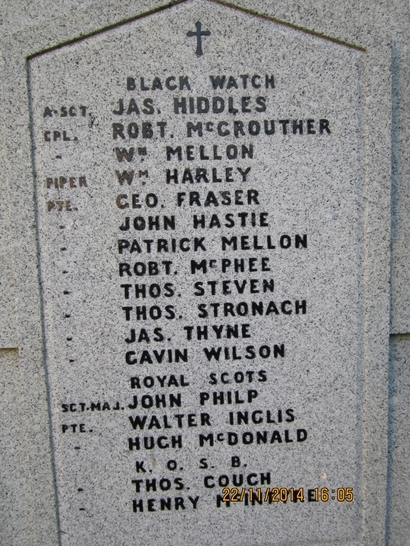 BLACK WATCH
A-SGT. JAS. HIDDLES
CPL. ROBT. McGROUTHER
" Wm MELLON
PIPER Wm HARLEY
PTE. GEO. FRASER
" JOHN HASTIE
" PATRICK MELLON
" ROBT. McPHEE
" THOS. STEVEN
" THOS. STRONACH
" JAS. THYNE
" GAVIN WILSON
ROYAL SCOTS
SGT.MAJ. JOHN PHILP
PTE. WALTER INGLIS
" HUGH McDONALD
K. O. S. B.
" THOS. GOUGH
" HENRY
22/11/2014 16:05